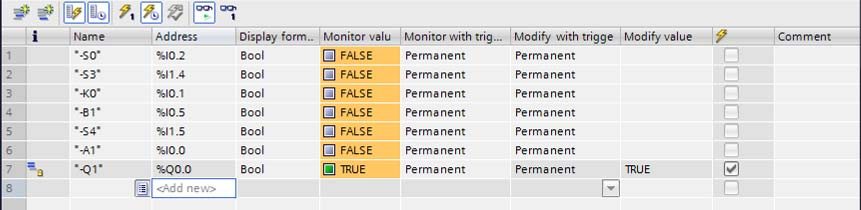 i Name Address Display form.. Monitor valu Monitor with trig... Modify with trigge Modify value Comment
1 "-S0" %I0.2 Bool FALSE Permanent Permanent
2 "-S3" %I1.4 Bool FALSE Permanent Permanent
3 "-K0" %I0.1 Bool FALSE Permanent Permanent
4 "-B1" %I0.5 Bool FALSE Permanent Permanent
5 "-S4" %I1.5 Bool FALSE Permanent Permanent
6 "-A1" %I0.0 Bool FALSE Permanent Permanent
7 "-Q1" %Q0.0 Bool TRUE Permanent Permanent TRUE
8 <Add new>